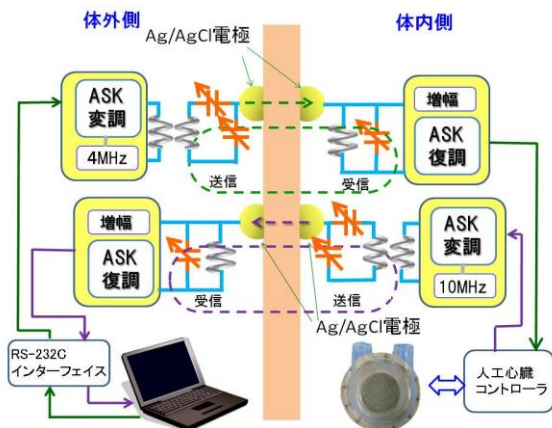 体外側
Ag/AgCl電極
体内側
ASK
変調
4MHz
増幅
ASK
復調
送信
受信
増幅
ASK
復調
ASK
変調
10MHz
受信
送信
Ag/AgCl電極
RS-232C
インターフェイス
人工心臓
コントローラ